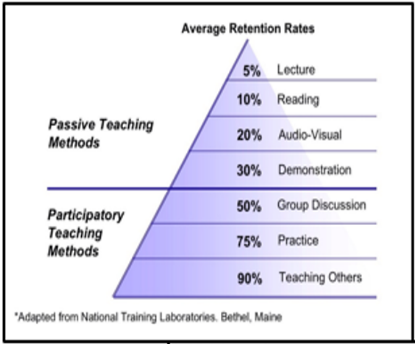 Average Retention Rates
5% Lecture
10% Reading
Passive Teaching
Methods
20% Audio-Visual
30% Demonstration
Participatory
Teaching
Methods
50% Group Discussion
75% Practice
90% Teaching Others
*Adapted from National Training Laboratories. Bethel, Maine